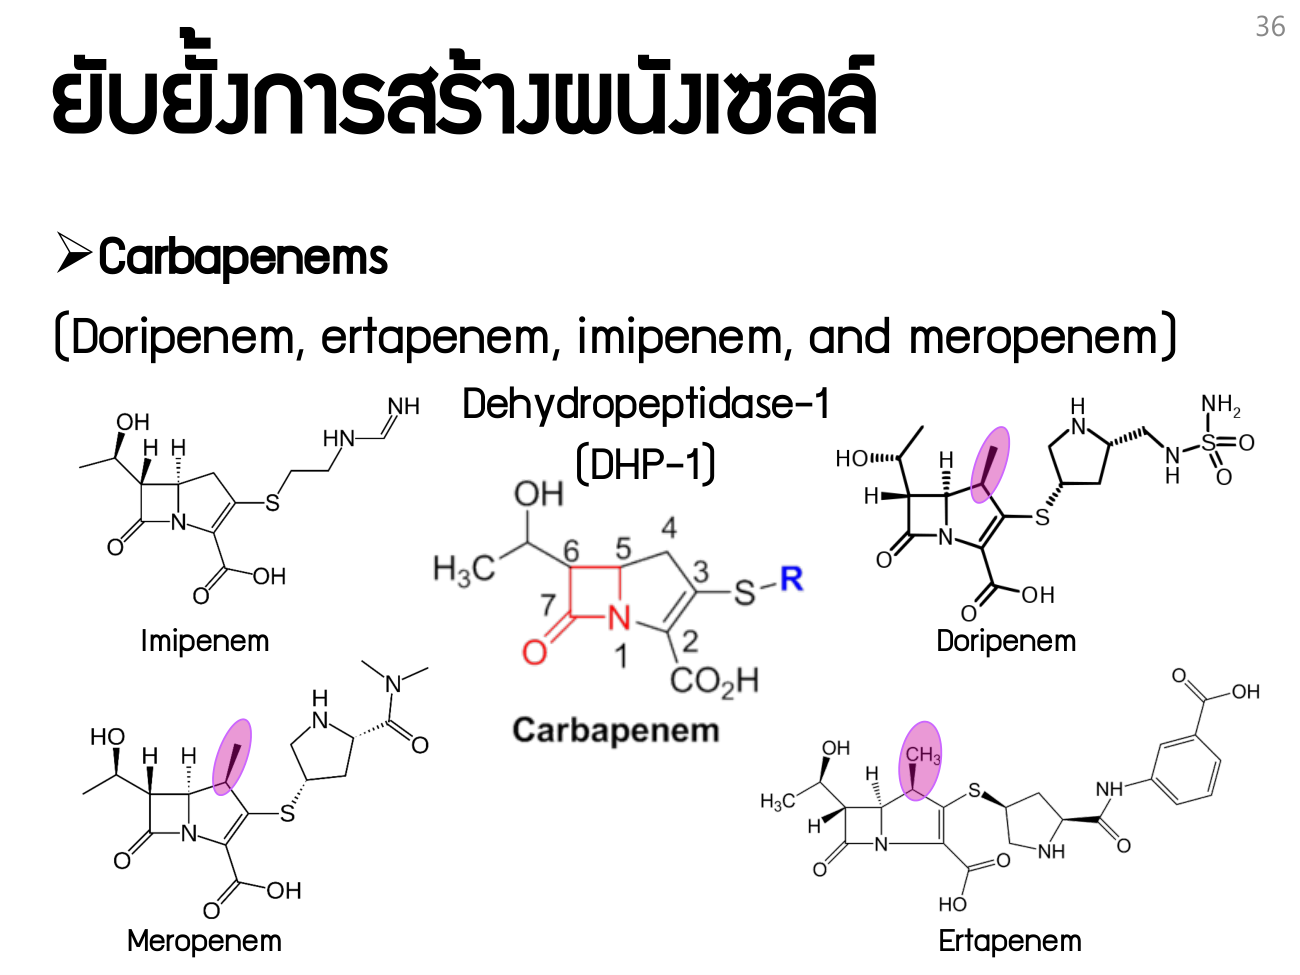 36
ยับยั้งการสร้างผนังเซลล์
➢Carbapenems
(Doripenem, ertapenem, imipenem, and meropenem)
Dehydropeptidase-1
(DHP-1)
OH
H H
HN
NH
S
N
O
OH
O
Imipenem
OH
H₃C
6
5
4
3
S
R
7
N
O
1
2
CO₂H
Carbapenem
HO
H
H
H
N
NH₂
S
O
O
N
H
S
N
O
OH
O
Doripenem
HO
H
H
H
N
N
O
S
N
O
OH
O
Meropenem
OH
H₃C
H
H
CH₃
S
N
O
O
HO
NH
NH
O
O
OH
Ertapenem